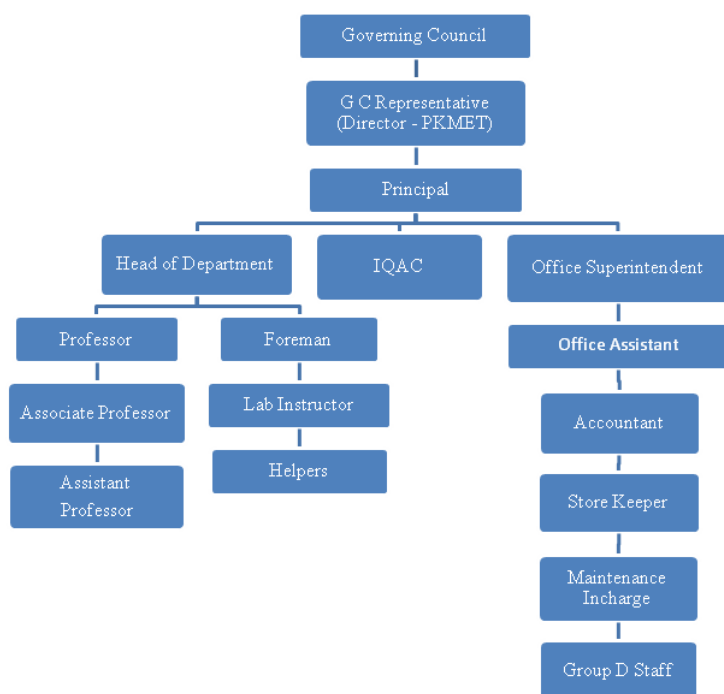 Governing Council
G C Representative
(Director - PKMET)
Principal
Head of Department
IQAC
Office Superintendent
Professor
Foreman
Office Assistant
Associate Professor
Lab Instructor
Accountant
Assistant
Professor
Helpers
Store Keeper
Maintenance
Incharge
Group D Staff